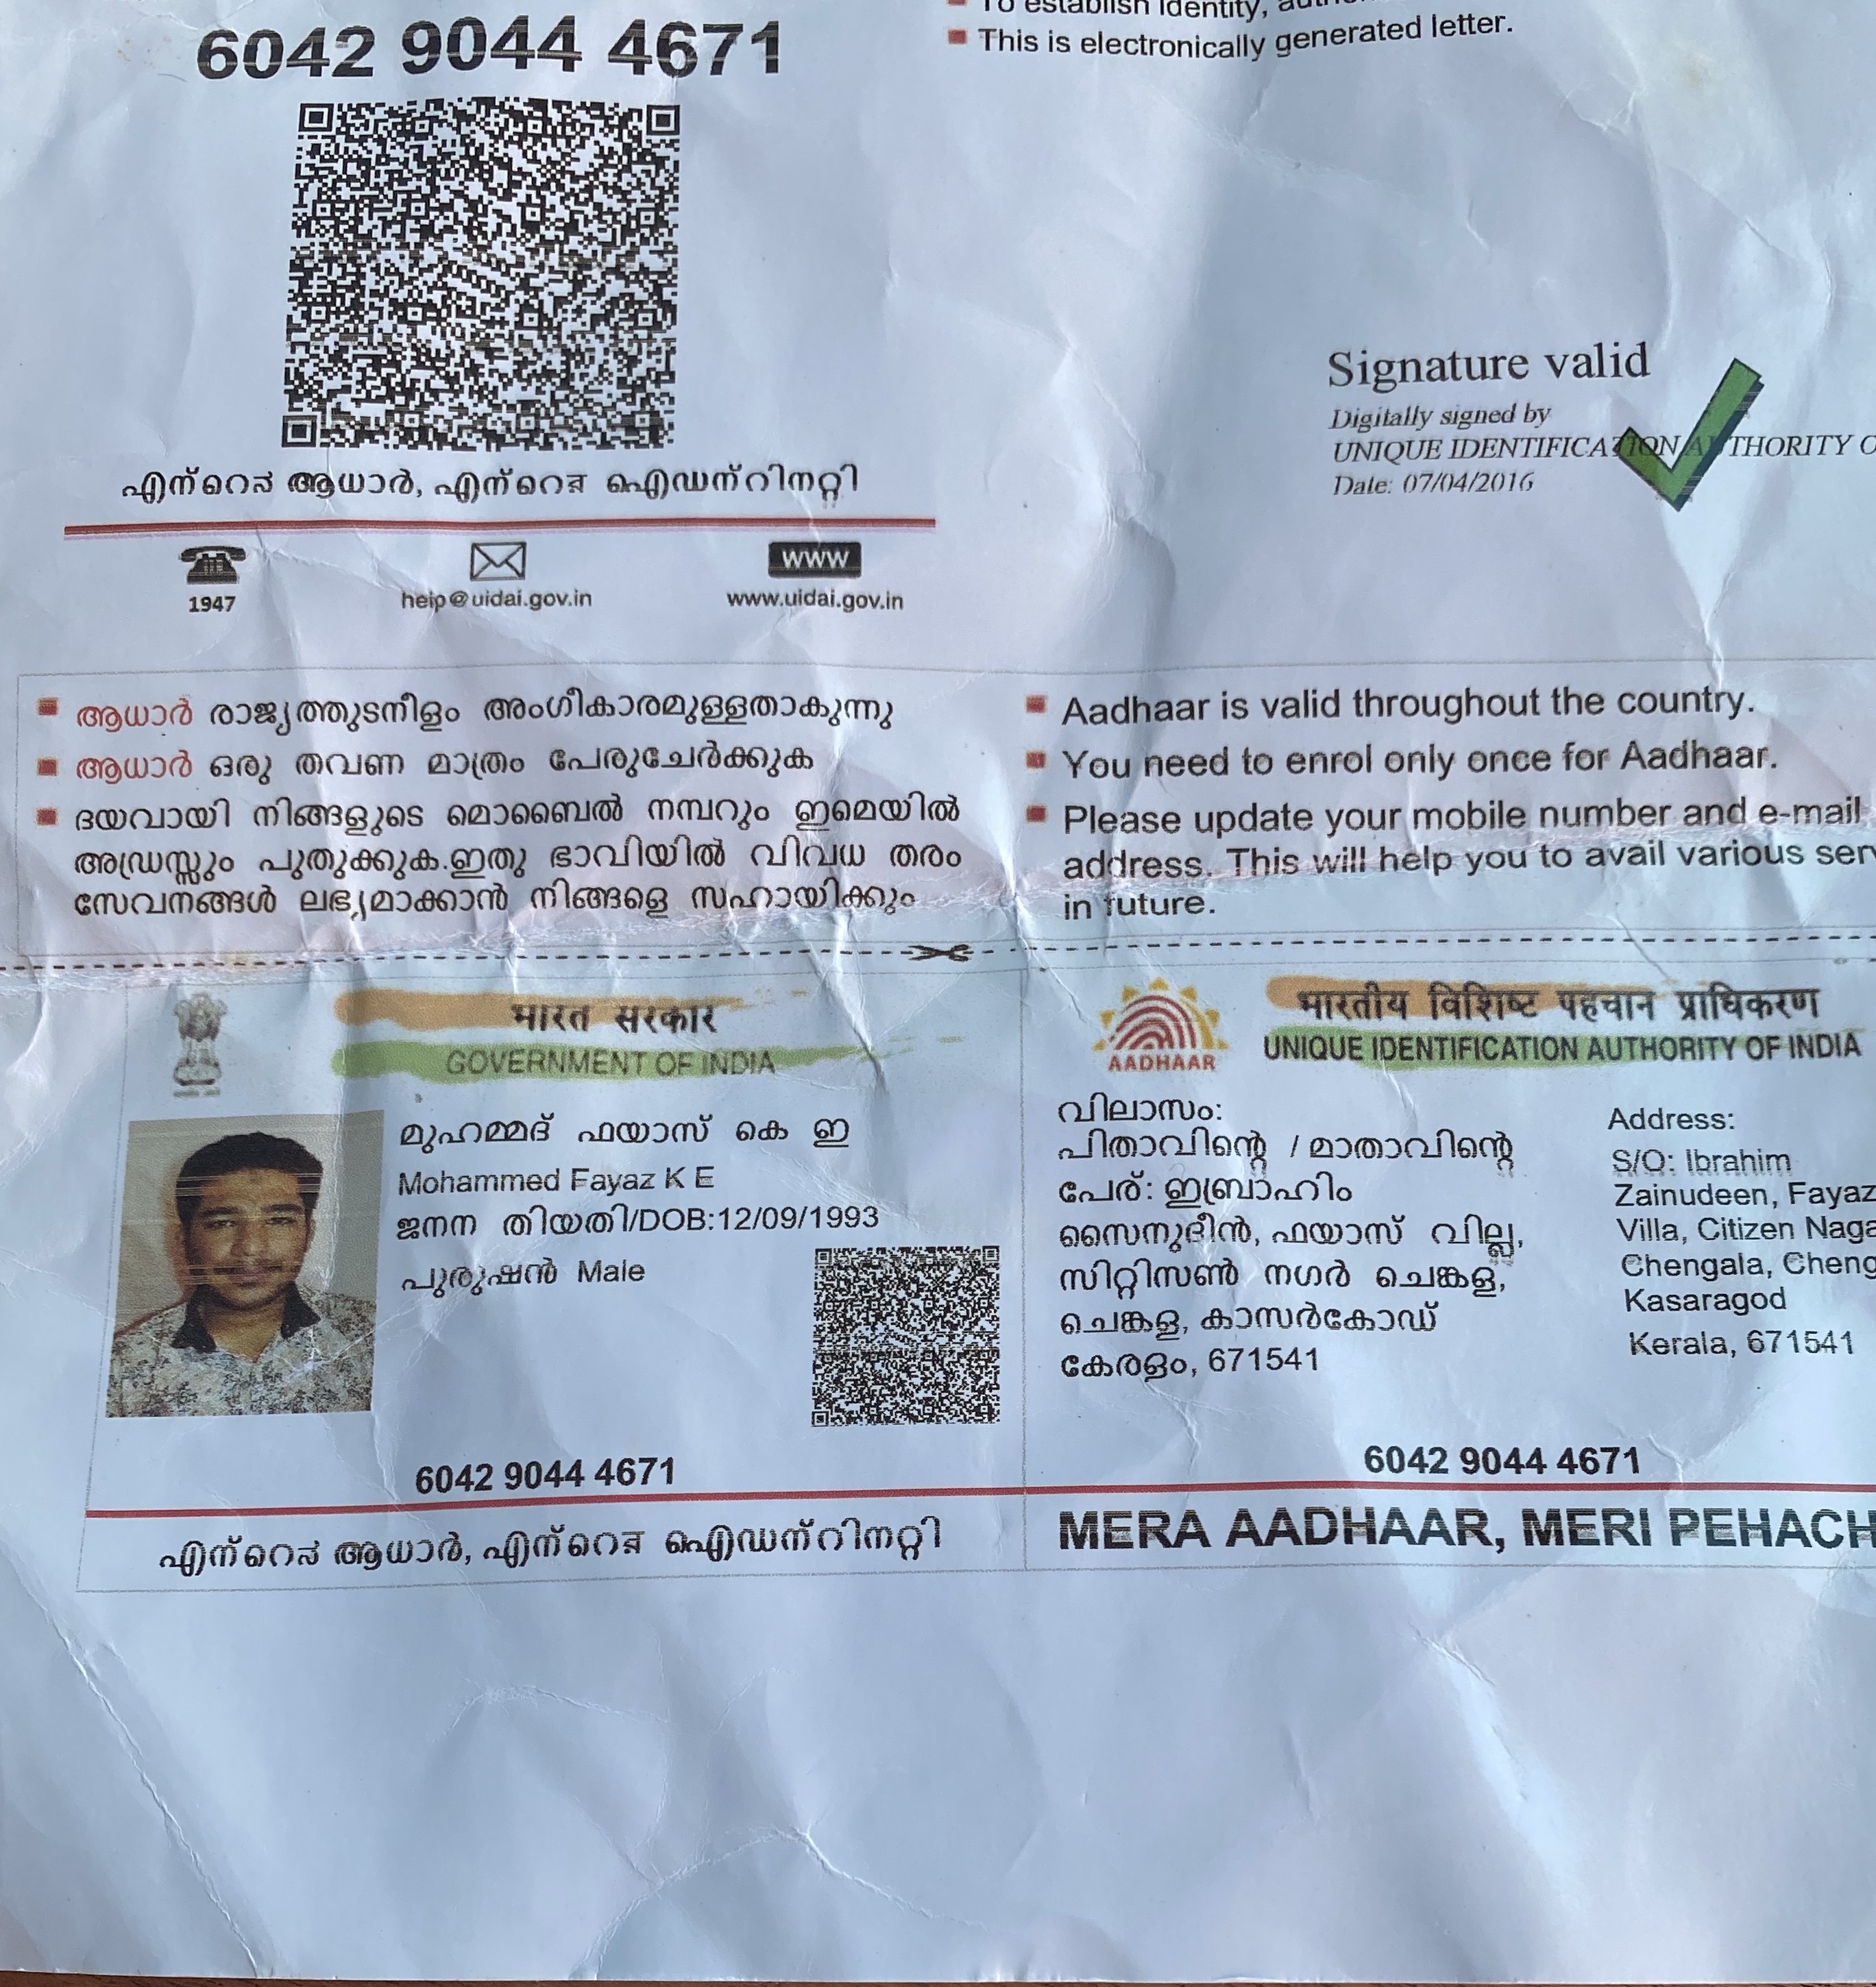 6042 9044 4671
To establish identity,
This is electronically generated letter.
എന്റെ ആധാർ, എന്റെ ഐഡന്റിറ്റി
1947
help@uidai.gov.in
WWW
www.uidai.gov.in
Signature valid
Digitally signed by
UNIQUE IDENTIFICATION AUTHORITY O
Date: 07/04/2016
ആധാർ രാജ്യത്തുടനീളം അംഗീകാരമുള്ളതാകുന്നു
ആധാർ ഒരു തവണ മാത്രം പേരുചേർക്കുക
ദയവായി നിങ്ങളുടെ മൊബൈൽ നമ്പറും ഇമെയിൽ
അഡ്രസ്സും പുതുക്കുക.ഇതു ഭാവിയിൽ വിവധ തരം
സേവനങ്ങൾ ലഭ്യമാക്കാൻ നിങ്ങളെ സഹായിക്കും
Aadhaar is valid throughout the country.
You need to enrol only once for Aadhaar.
Please update your mobile number and e-mail
address. This will help you to avail various ser
in future.
भारत सरकार
GOVERNMENT OF INDIA
മുഹമ്മദ് ഫയാസ് കെ ഇ
Mohammed Fayaz K E
ജനന തിയതി/DOB:12/09/1993
പുരുഷൻ Male
6042 9044 4671
എന്റെ ആധാർ, എന്റെ ഐഡന്റിറ്റി
भारतीय विशिष्ट पहचान प्राधिकरण
UNIQUE IDENTIFICATION AUTHORITY OF INDIA
AADHAAR
വിലാസം:
പിതാവിന്റെ / മാതാവിന്റെ
പേര്: ഇബ്രാഹിം
സൈനുദീൻ, ഫയാസ് വില്ല,
സിറ്റിസൺ നഗർ ചെങ്കള,
ചെങ്കള, കാസർകോഡ്
കേരളം, 671541
Address:
S/O: Ibrahim
Zainudeen, Fayaz
Villa, Citizen Naga
Chengala, Cheng
Kasaragod
Kerala, 671541
6042 9044 4671
MERA AADHAAR, MERI PEHACH